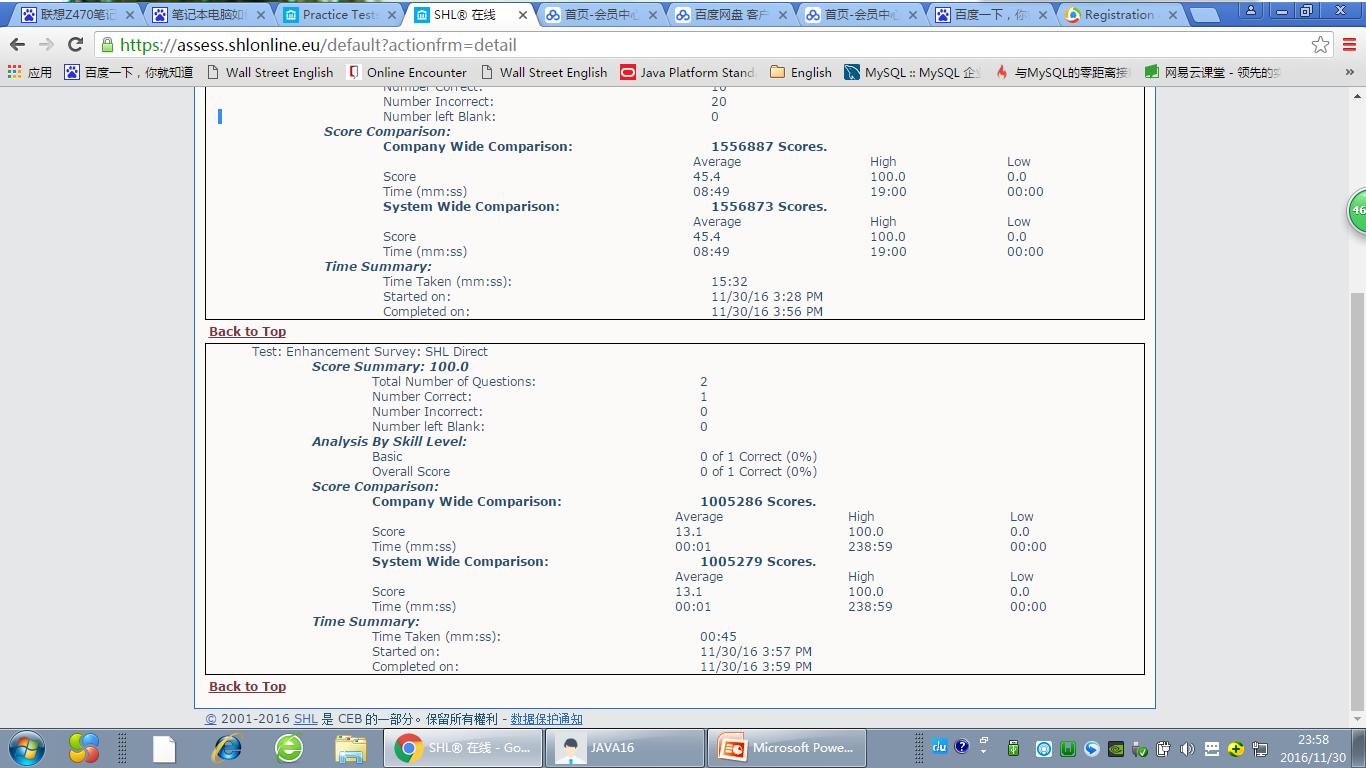 联想Z470笔记
笔记本电脑如
Practice Tests
SHL® 在线
首页-会员中心
百度网盘 客户
首页-会员中心
百度一下，你
Registration
https://assess.shlonline.eu/default?actionfrm=detail
应用 百度一下，你就知道 Wall Street English Online Encounter Wall Street English Java Platform Stand English MySQL :: MySQL 企 与MySQL的零距离接 网易云课堂 - 领先的 »
Number Correct: 10
Number Incorrect: 20
Number left Blank: 0
Score Comparison:
Company Wide Comparison: 1556887 Scores.
Average High Low
Score 45.4 100.0 0.0
Time (mm:ss) 08:49 19:00 00:00
System Wide Comparison: 1556873 Scores.
Average High Low
Score 45.4 100.0 0.0
Time (mm:ss) 08:49 19:00 00:00
Time Summary:
Time Taken (mm:ss): 15:32
Started on: 11/30/16 3:28 PM
Completed on: 11/30/16 3:56 PM
Back to Top
Test: Enhancement Survey: SHL Direct
Score Summary: 100.0
Total Number of Questions: 2
Number Correct: 1
Number Incorrect: 0
Number left Blank: 0
Analysis By Skill Level:
Basic 0 of 1 Correct (0%)
Overall Score 0 of 1 Correct (0%)
Score Comparison:
Company Wide Comparison: 1005286 Scores.
Average High Low
Score 13.1 100.0 0.0
Time (mm:ss) 00:01 238:59 00:00
System Wide Comparison: 1005279 Scores.
Average High Low
Score 13.1 100.0 0.0
Time (mm:ss) 00:01 238:59 00:00
Time Summary:
Time Taken (mm:ss): 00:45
Started on: 11/30/16 3:57 PM
Completed on: 11/30/16 3:59 PM
Back to Top
© 2001-2016 SHL 是 CEB 的一部分。保留所有權利 - 数据保护通知
46
SHL® 在线 - Go...
JAVA16
Microsoft Powe...
du
23:58
2016/11/30